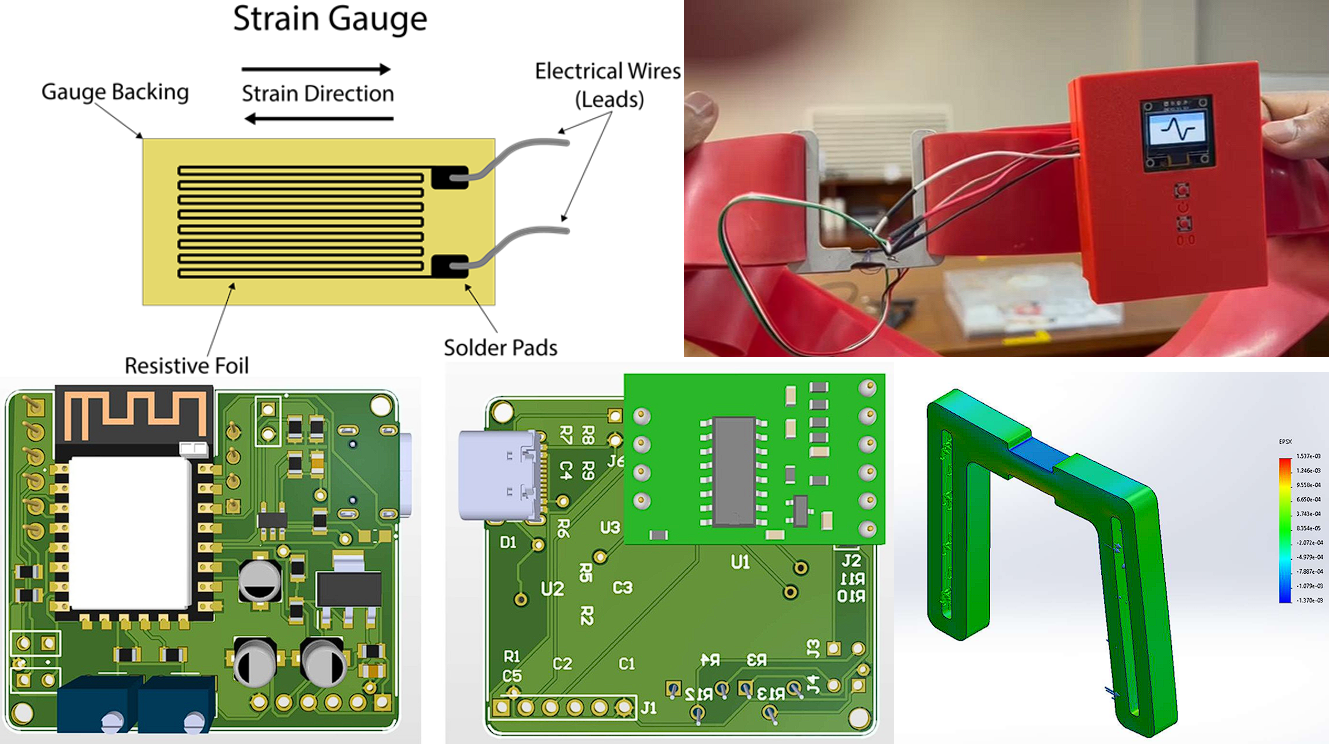 Strain Gauge
Gauge Backing
Strain Direction
Electrical Wires
(Leads)
Resistive Foil
Solder Pads
R7
R8
J6
C4
R9
R6
U3
D1
U1
J2
R11
R10
R5
U2
C3
R2
R1
C2
C1
C5
R4
R3
J3
J4
R12
R13
J1
EPSX
1.537e-03
1.246e-03
9.550e-04
6.650e-04
3.743e-04
8.354e-05
-2.072e-04
-4.979e-04
-7.887e-04
-1.079e-03
-1.370e-03